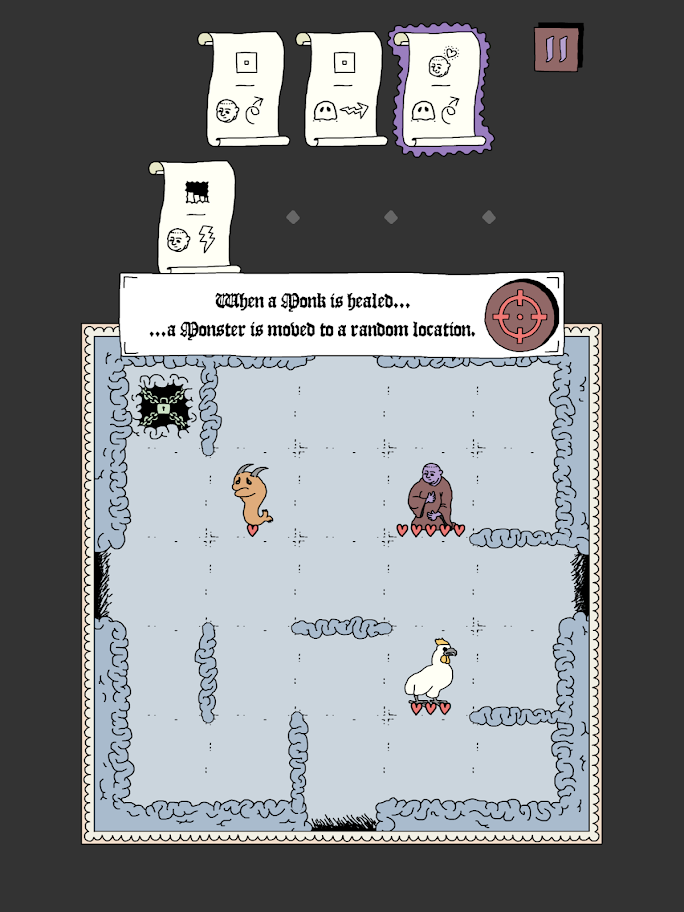 When a Monk is healed...
...a Monster is moved to a random location.